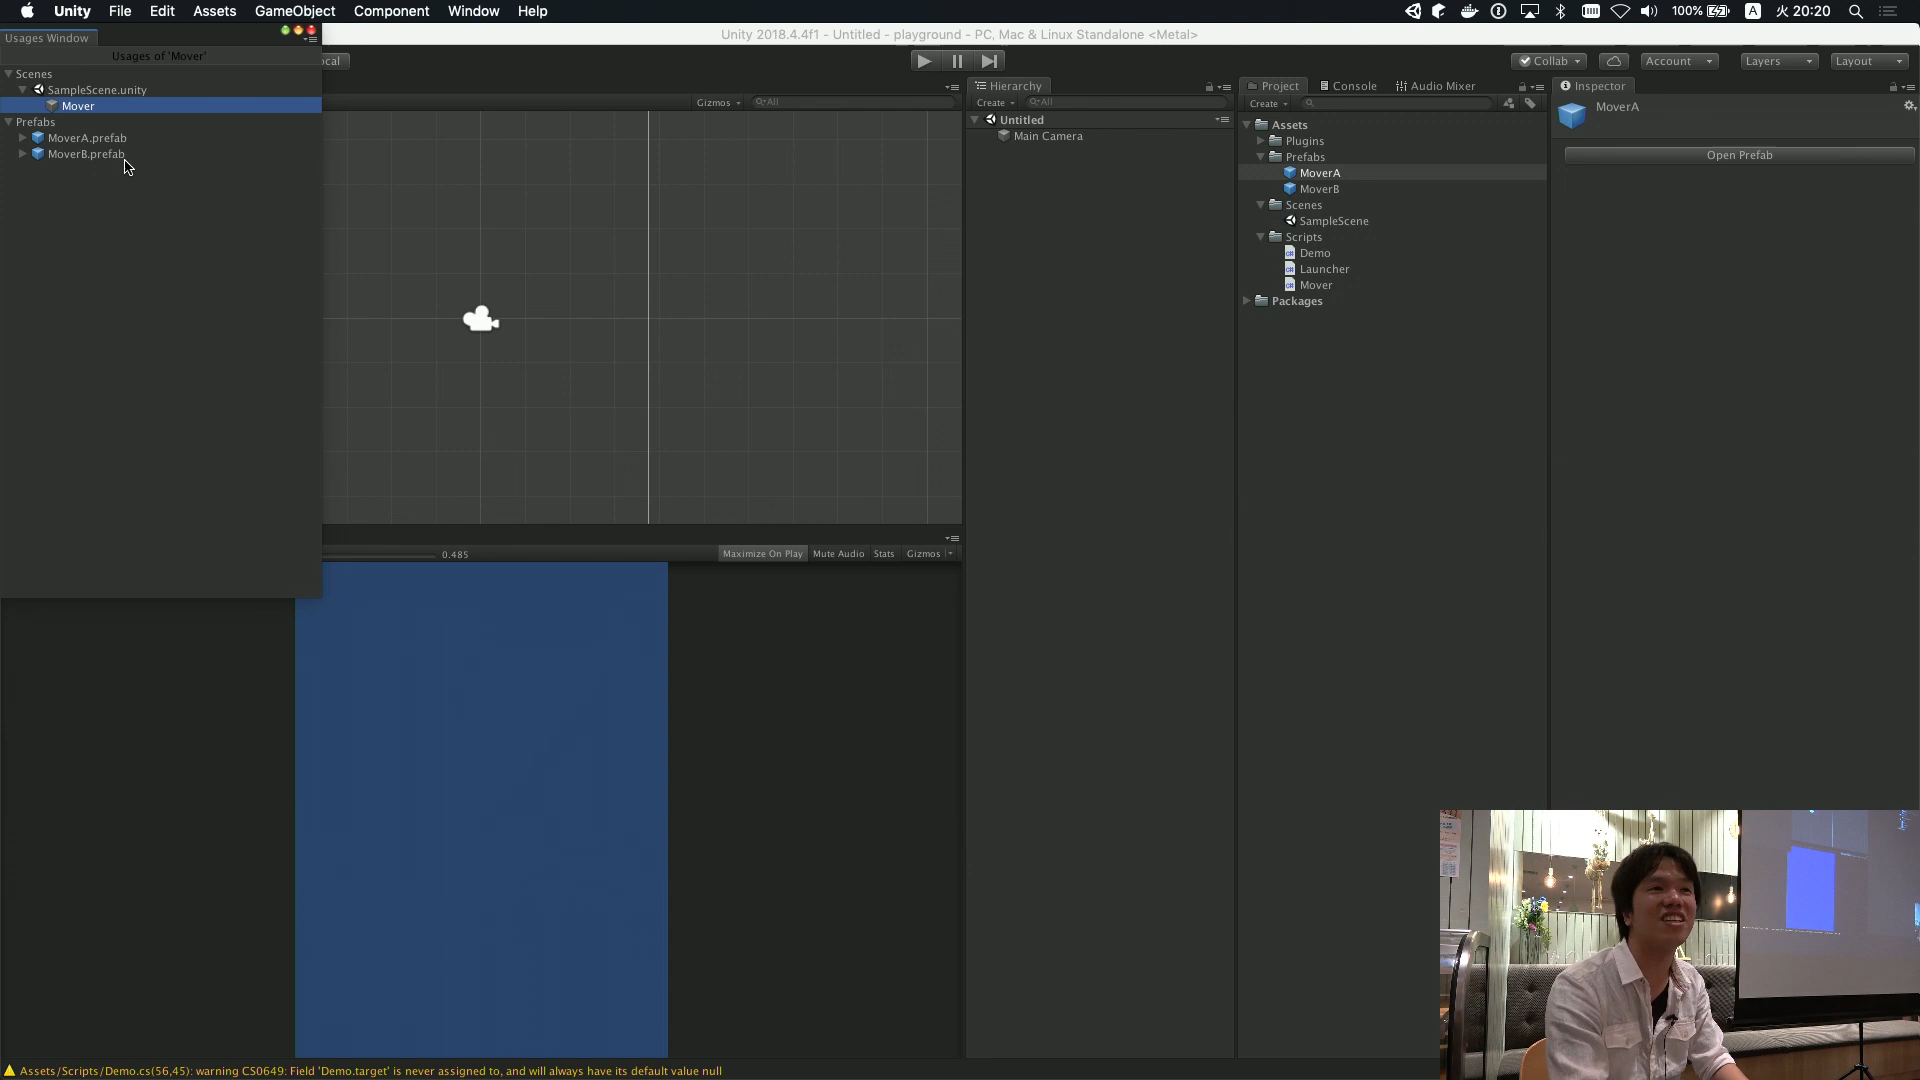 Unity File Edit Assets GameObject Component Window Help
100% A 火 20:20
Usages Window
Unity 2018.4.4f1 - Untitled - playground - PC, Mac & Linux Standalone <Metal>
Usages of 'Mover'
Scenes
SampleScene.unity
Mover
Prefabs
MoverA.prefab
MoverB.prefab
ocal
Collab
Account
Layers
Layout
Gizmos
All
0.485
Maximize On Play
Mute Audio
Stats
Gizmos
Hierarchy
Create
All
Untitled
Main Camera
Project
Console
Audio Mixer
Create
Assets
Plugins
Prefabs
MoverA
MoverB
Scenes
SampleScene
Scripts
Demo
Launcher
Mover
Packages
Inspector
MoverA
Open Prefab
Assets/Scripts/Demo.cs(56,45): warning CS0649: Field 'Demo.target' is never assigned to, and will always have its default value null